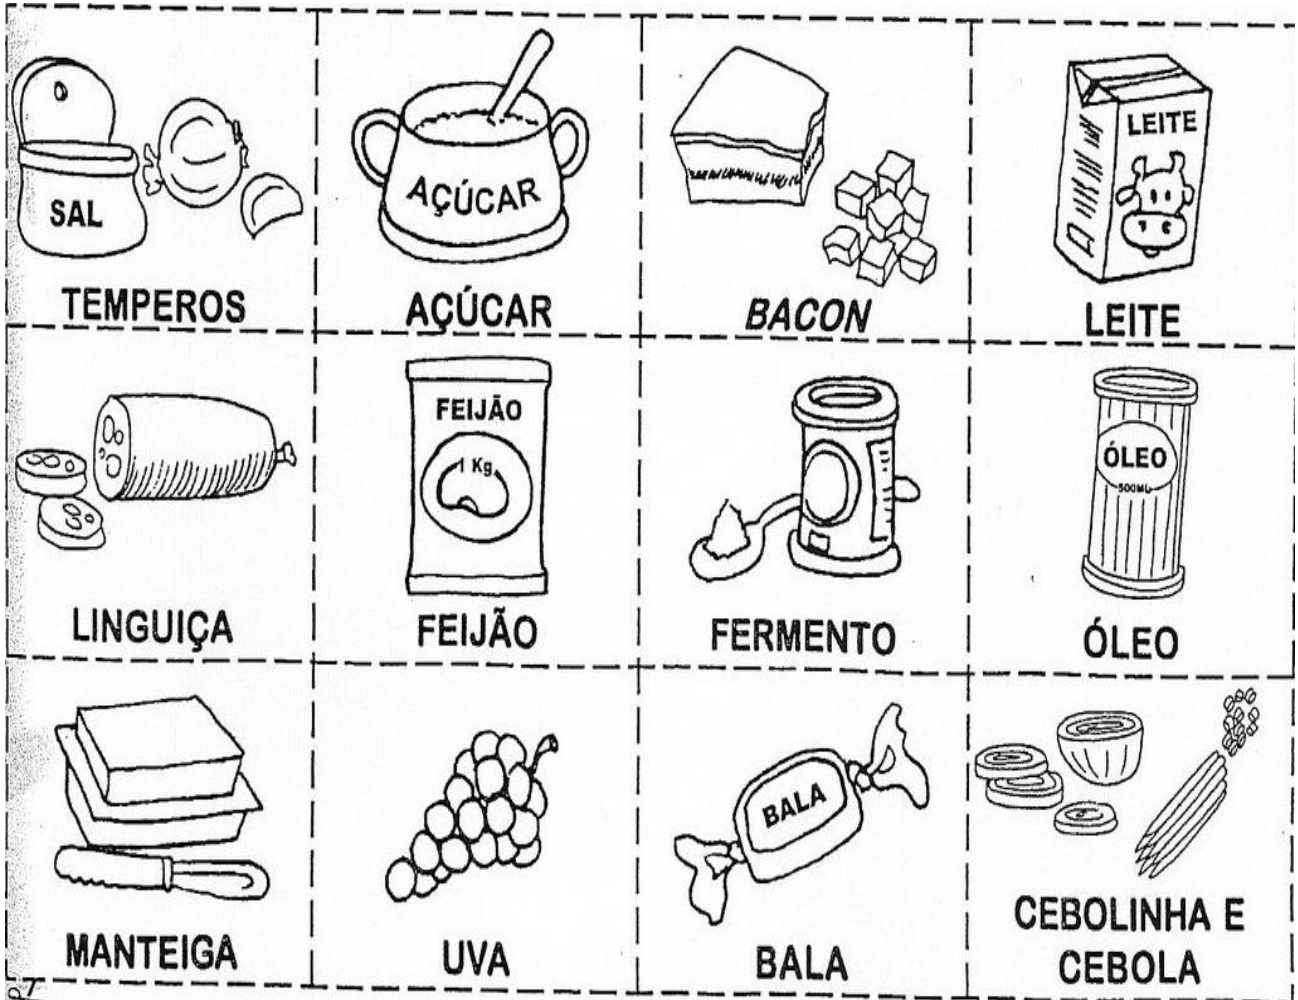 SAL
TEMPEROS
AÇÚCAR
AÇÚCAR
BACON
LEITE
LEITE
LINGUIÇA
FEIJÃO
1 Kg
FEIJÃO
FERMENTO
ÓLEO
500ML
ÓLEO
MANTEIGA
UVA
BALA
BALA
CEBOLINHA E
CEBOLA
7